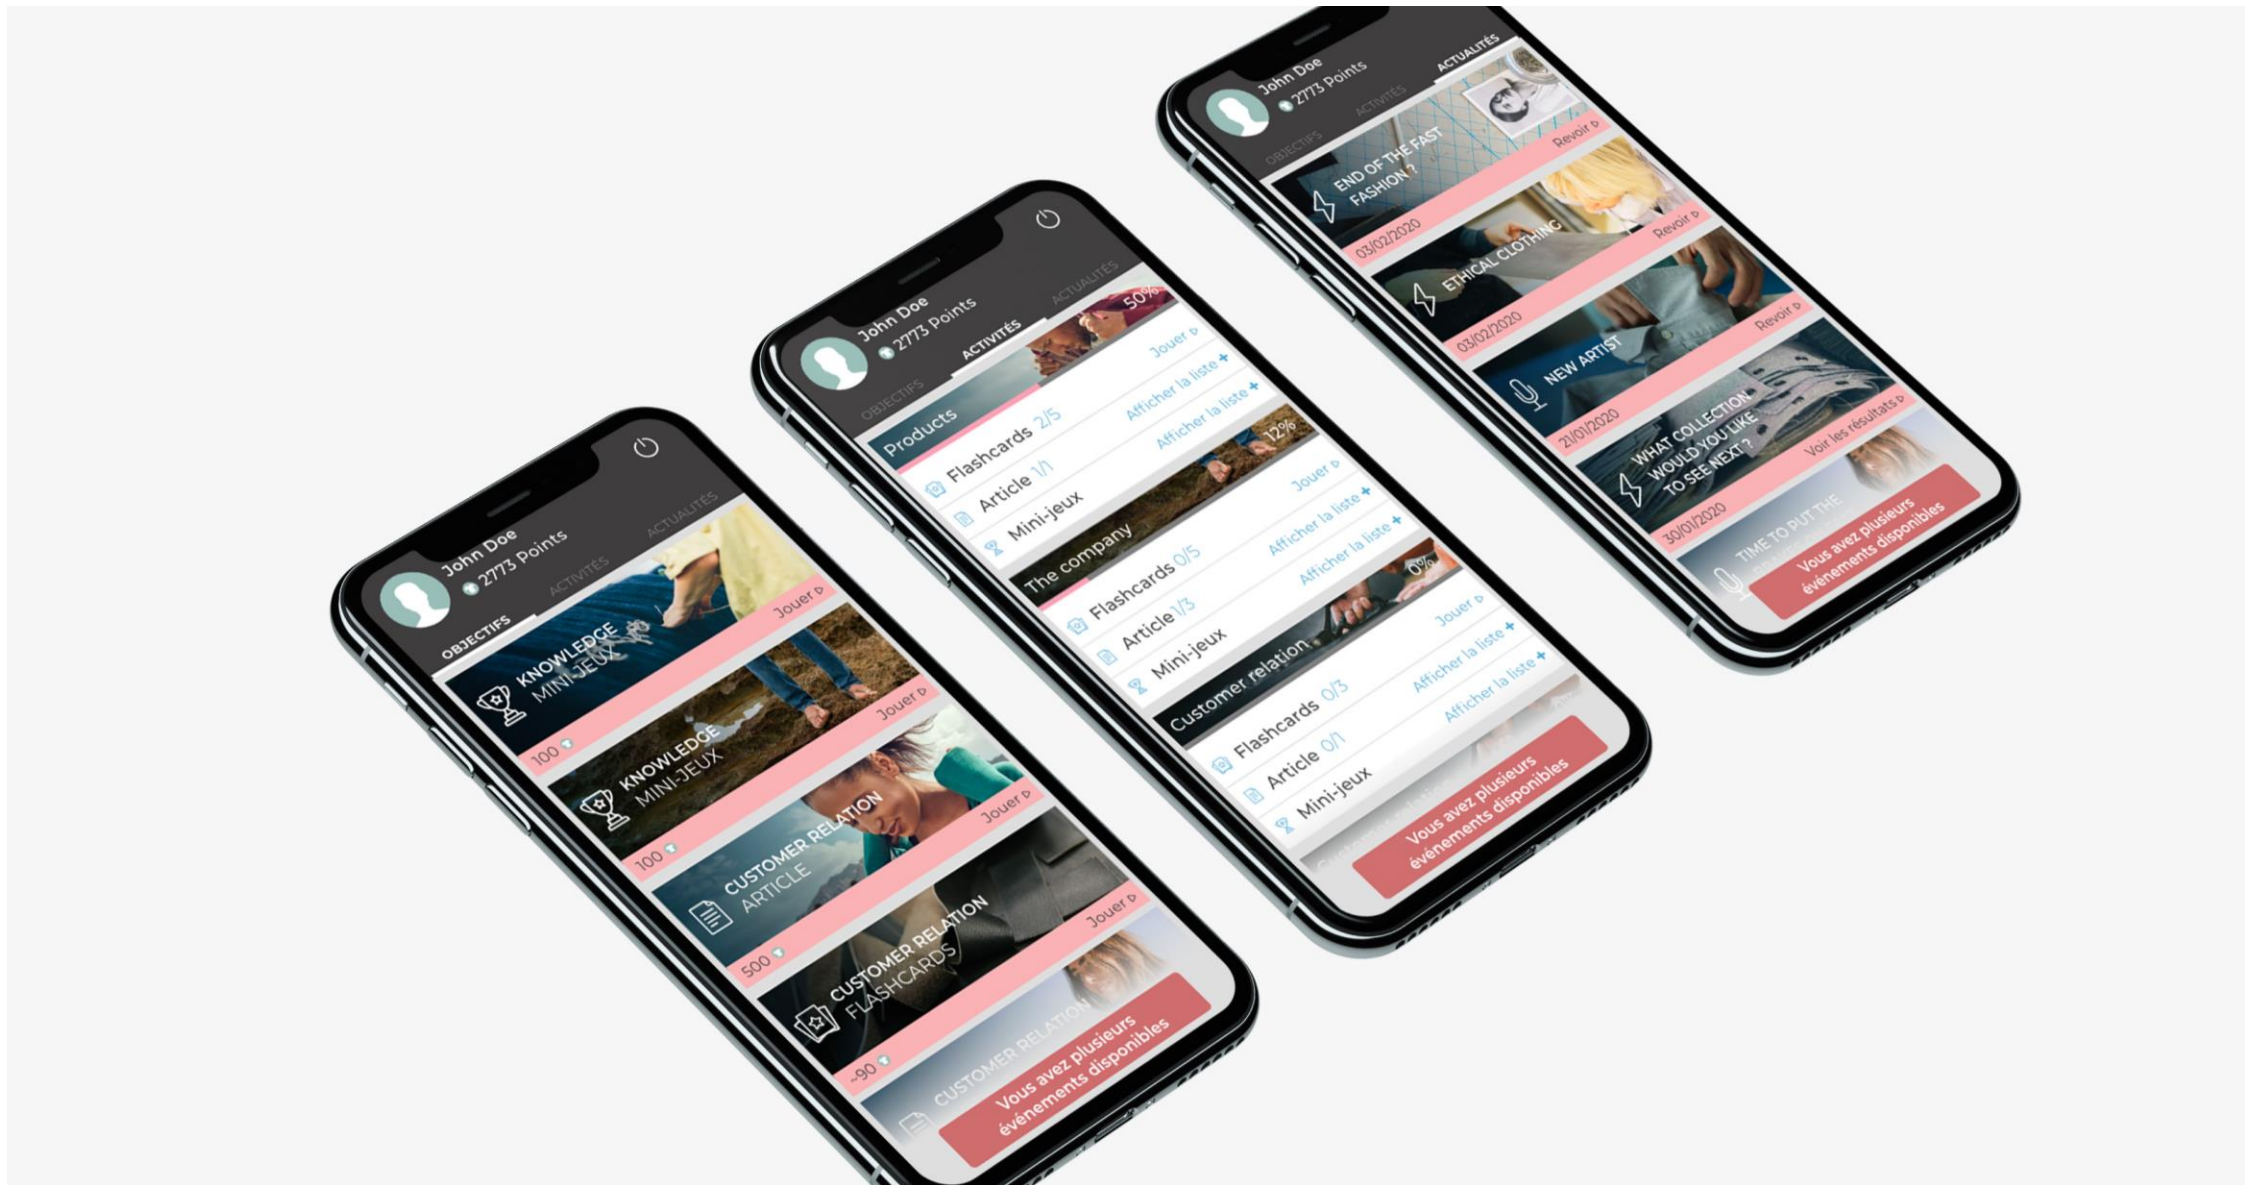 John Doe
2773 Points
OBJECTIFS
ACTIVITÉS
ACTUALITÉS
KNOWLEDGE
MINI-JEUX
100
Jouer
KNOWLEDGE
MINI-JEUX
100
Jouer
CUSTOMER RELATION
ARTICLE
500
Jouer
CUSTOMER RELATION
FLASHCARDS
~90
Jouer
CUSTOMER RELATION
Vous avez plusieurs
événements disponibles
John Doe
2773 Points
OBJECTIFS
ACTIVITÉS
ACTUALITÉS
Products
50%
Flashcards 2/5
Jouer
Article 1/1
Afficher la liste +
Mini-jeux
Afficher la liste +
The company
12%
Flashcards 0/5
Jouer
Article 1/3
Afficher la liste +
Mini-jeux
Afficher la liste +
Customer relation
0%
Flashcards 0/3
Jouer
Article 0/1
Afficher la liste +
Mini-jeux
Afficher la liste +
Customer relation
Vous avez plusieurs
événements disponibles
John Doe
2773 Points
OBJECTIFS
ACTIVITÉS
ACTUALITÉS
END OF THE FAST
FASHION ?
03/02/2020
Revoir
ETHICAL CLOTHING
03/02/2020
Revoir
NEW ARTIST
21/01/2020
Revoir
WHAT COLLECTION
WOULD YOU LIKE
TO SEE NEXT ?
30/01/2020
Voir les résultats
TIME TO PUT THE
Vous avez plusieurs
événements disponibles